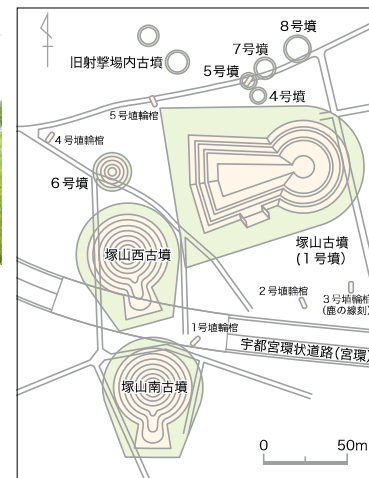 8号墳
7号墳
旧射撃場内古墳
5号墳
4号墳
5号埴輪棺
4号埴輪棺
6号墳
塚山古墳
(1号墳)
塚山西古墳
2号埴輪棺
3号埴輪棺
(鹿の線刻)
1号埴輪棺
宇都宮環状道路(宮環)
塚山南古墳
0 50m